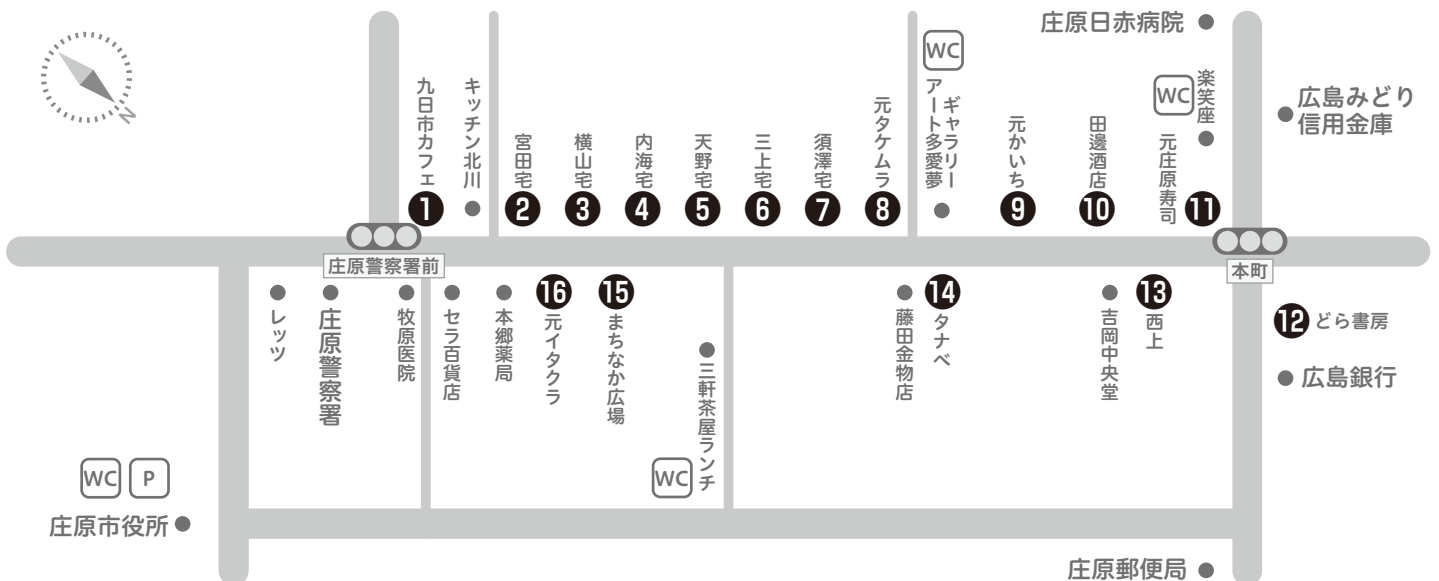 庄原日赤病院
WC
WC
楽笑座
広島みどり
信用金庫
N
九日市カフェ
キッチン北川
宮田宅
横山宅
内海宅
天野宅
三上宅
須澤宅
元タケムラ
ギャラリー
アート多愛夢
元かいち
田邊酒店
元庄原寿司
1
2
3
4
5
6
7
8
9
10
11
庄原警察署前
本町
レッツ
庄原警察署
牧原医院
セラ百貨店
本郷薬局
16
元イタクラ
15
まちなか広場
三軒茶屋ランチ
WC
藤田金物店
14
タナベ
吉岡中央堂
13
西上
12 どら書房
広島銀行
WC P
庄原市役所
庄原郵便局